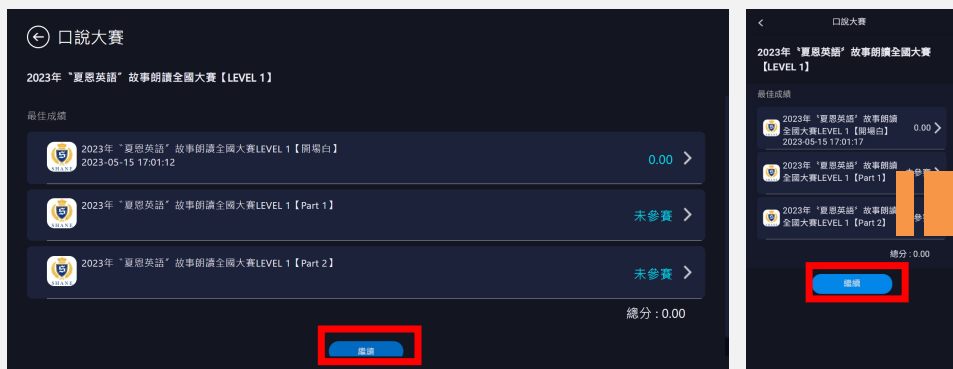 口說大賽
2023年〝夏恩英語〞故事朗讀全國大賽【LEVEL 1】
最佳成績
2023年〝夏恩英語〞故事朗讀全國大賽LEVEL 1【開場白】
2023-05-15 17:01:12
0.00
2023年〝夏恩英語〞故事朗讀全國大賽LEVEL 1【Part 1】
未參賽
2023年〝夏恩英語〞故事朗讀全國大賽LEVEL 1【Part 2】
未參賽
總分 : 0.00
繼續
口說大賽
2023年〝夏恩英語〞故事朗讀全國大賽
【LEVEL 1】
最佳成績
2023年〝夏恩英語〞故事朗讀
全國大賽LEVEL 1【開場白】
2023-05-15 17:01:17
0.00
2023年〝夏恩英語〞故事朗讀
全國大賽LEVEL 1【Part 1】
2023年〝夏恩英語〞故事朗讀
全國大賽LEVEL 1【Part 2】
總分 : 0.00
繼續